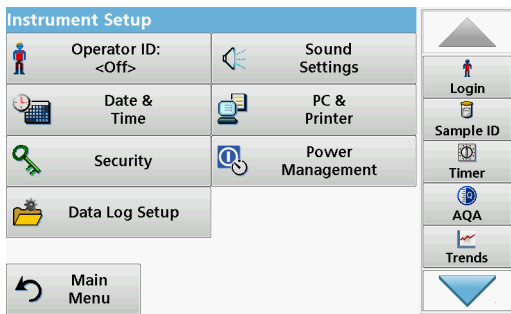 Instrument Setup
Operator ID:
<Off>
Sound
Settings
Date &
Time
PC &
Printer
Security
Power
Management
Data Log Setup
Main
Menu
Login
Sample ID
Timer
AQA
Trends